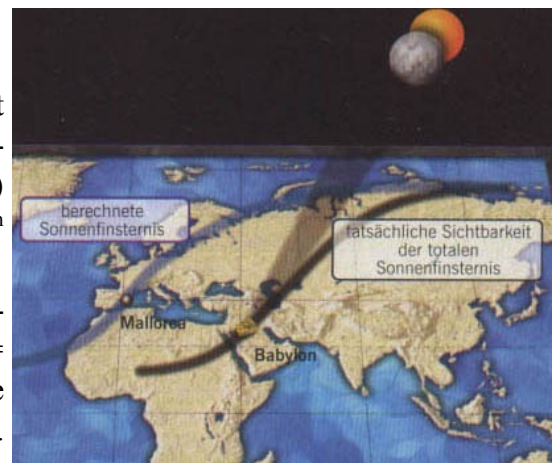 berechnete
Sonnenfinsternis
tatsächliche Sichtbarkeit
der totalen
Sonnenfinsternis
Mallorca
Babylon
t
-
)
n
-
=
e